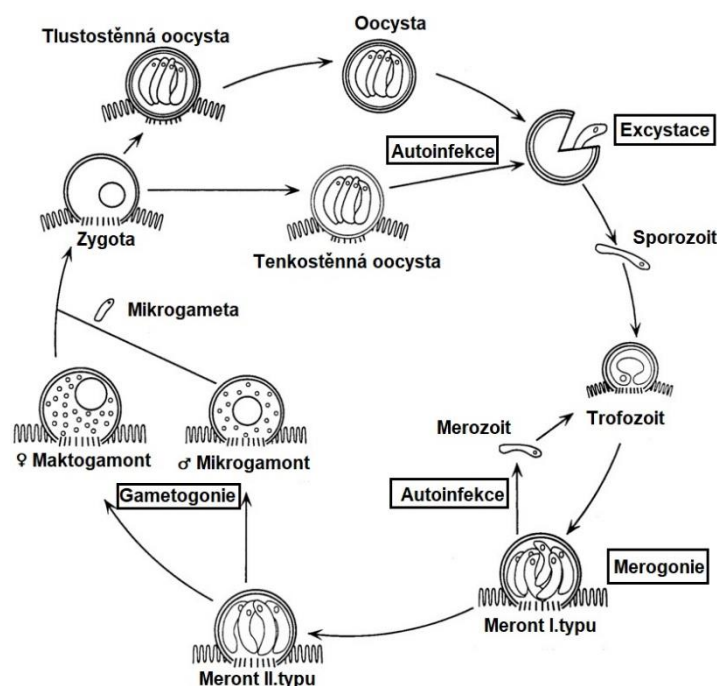 Tlustostěnná oocysta
Oocysta
Autoinfekce
Excystace
Zygota
Tenkostěnná oocysta
Sporozoit
Mikrogameta
Merozoit
Trofozoit
♀ Maktogamont
♂ Mikrogamont
Gametogonie
Autoinfekce
Merogonie
Meront I.typu
Meront II.typu